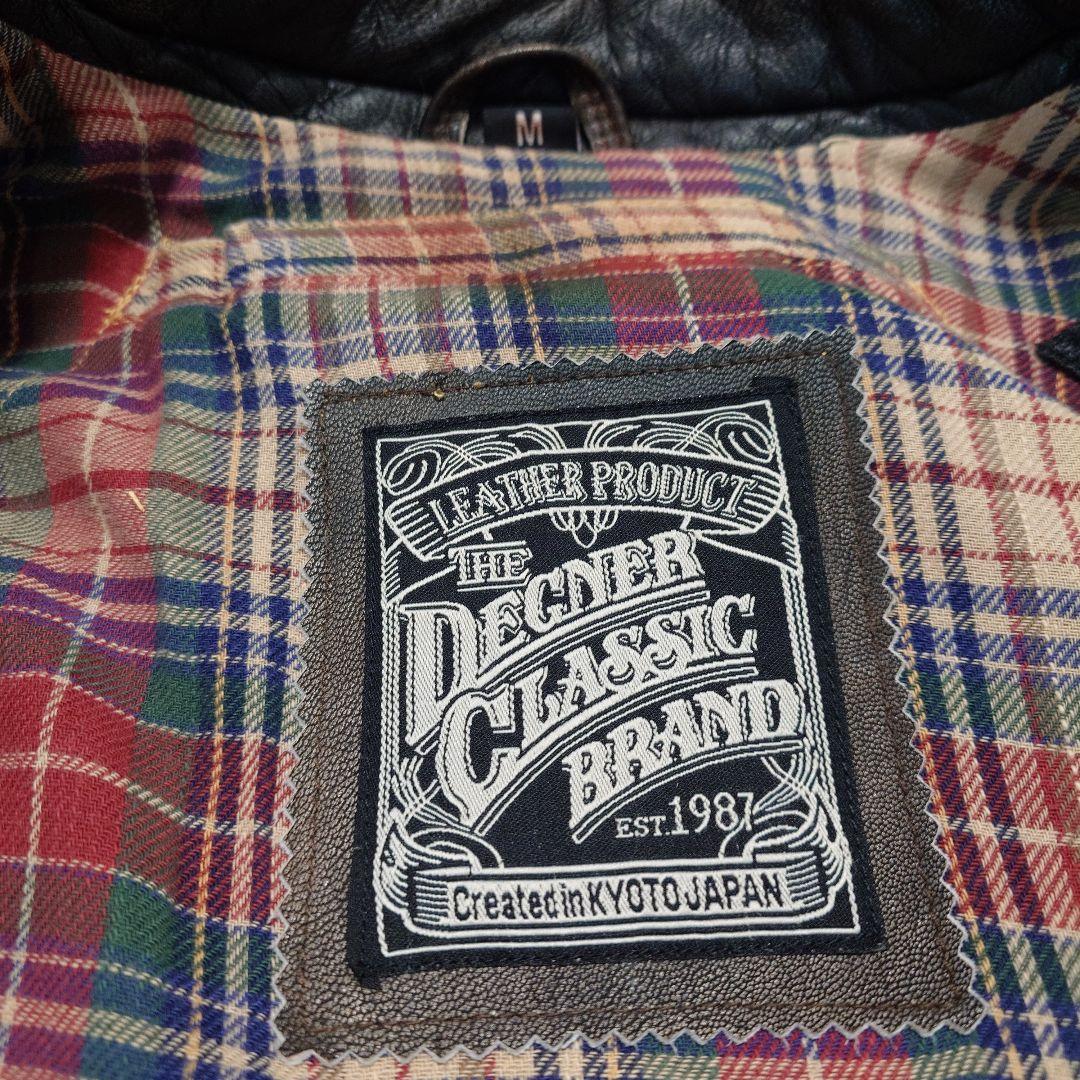 M
LEATHER PRODUCT
THE
DEGNER
CLASSIC
BRAND
EST.1987
Created in KYOTO JAPAN